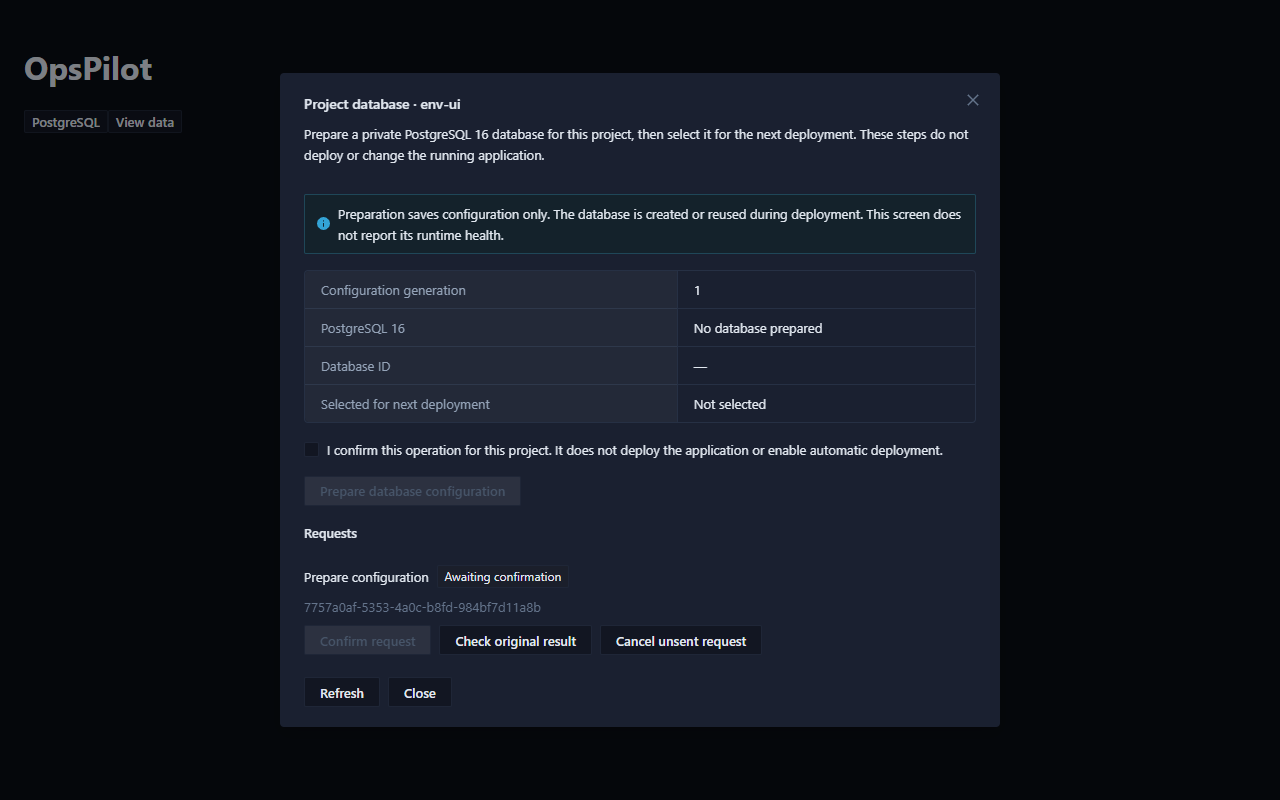 OpsPilot
PostgreSQL
View data
Project database · env-ui
Prepare a private PostgreSQL 16 database for this project, then select it for the next deployment. These steps do not
deploy or change the running application.
Preparation saves configuration only. The database is created or reused during deployment. This screen does
not report its runtime health.
Configuration generation 1
PostgreSQL 16 No database prepared
Database ID —
Selected for next deployment Not selected
I confirm this operation for this project. It does not deploy the application or enable automatic deployment.
Prepare database configuration
Requests
Prepare configuration Awaiting confirmation
7757a0af-5353-4a0c-b8fd-984bf7d11a8b
Confirm request Check original result Cancel unsent request
Refresh Close